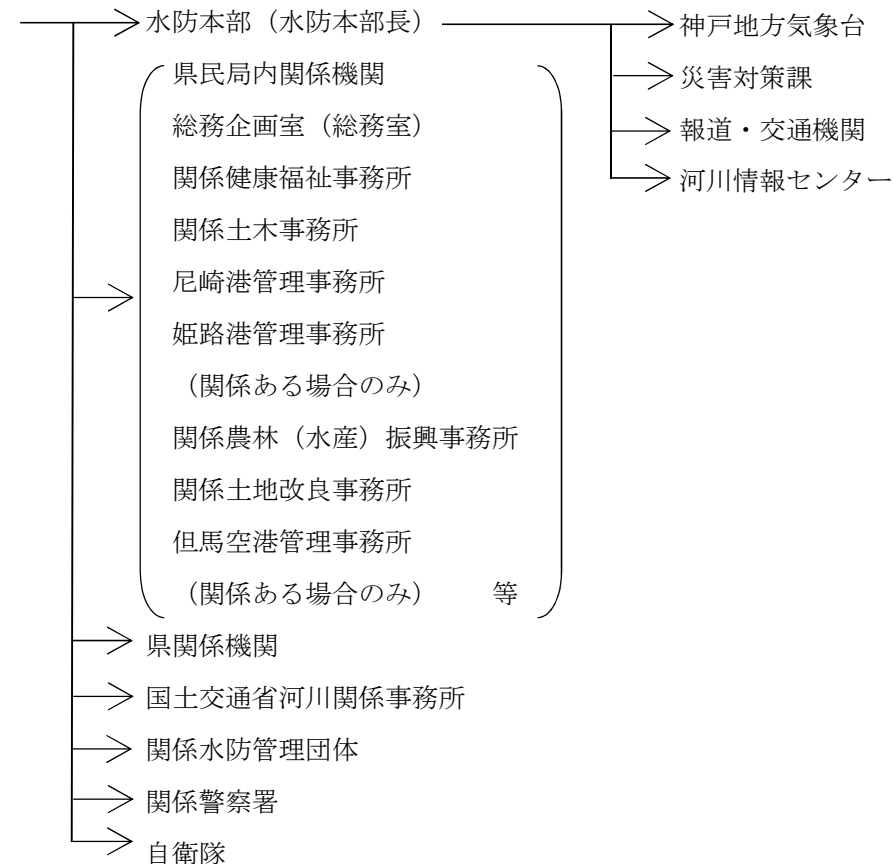 水防本部（水防本部長）
神戸地方気象台
災害対策課
報道・交通機関
河川情報センター
県民局内関係機関
総務企画室（総務室）
関係健康福祉事務所
関係土木事務所
尼崎港管理事務所
姫路港管理事務所
（関係ある場合のみ）
関係農林（水産）振興事務所
関係土地改良事務所
但馬空港管理事務所
（関係ある場合のみ）　　等
県関係機関
国土交通省河川関係事務所
関係水防管理団体
関係警察署
自衛隊